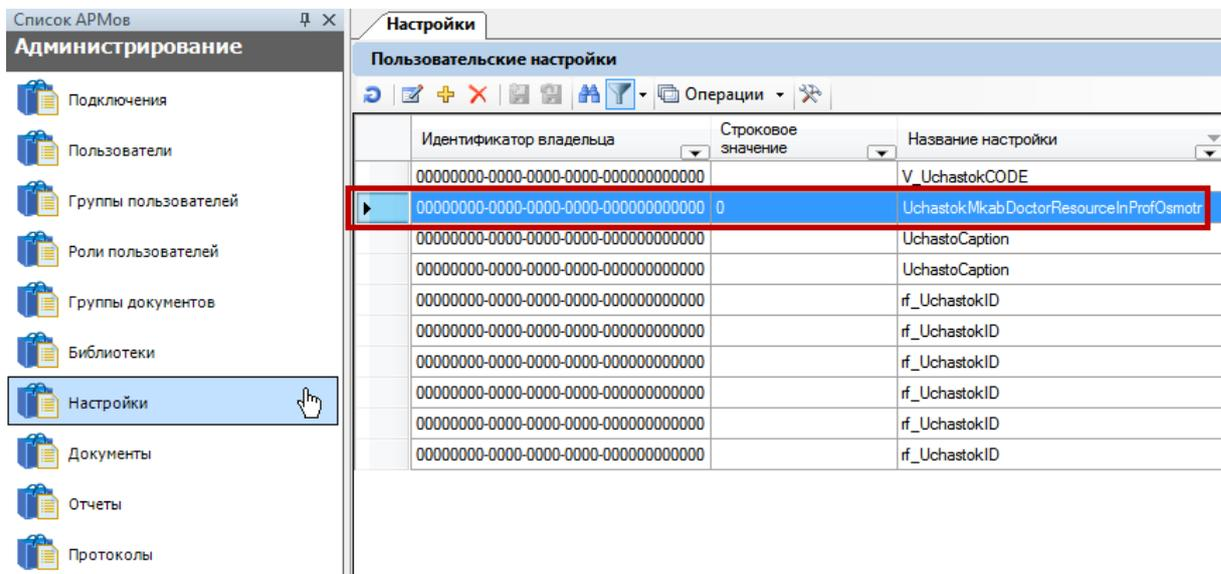 Список АРМов
Администрирование
Подключения
Пользователи
Группы пользователей
Роли пользователей
Группы документов
Библиотеки
Настройки
Документы
Отчеты
Протоколы
Настройки
Пользовательские настройки
Операции
Идентификатор владельца Строковое значение Название настройки
00000000-0000-0000-0000-000000000000 V_UchastokCODE
00000000-0000-0000-0000-000000000000 0 UchastokMkabDoctorResourceInProfOsmotr
00000000-0000-0000-0000-000000000000 UchastoCaption
00000000-0000-0000-0000-000000000000 UchastoCaption
00000000-0000-0000-0000-000000000000 rf_UchastokID
00000000-0000-0000-0000-000000000000 rf_UchastokID
00000000-0000-0000-0000-000000000000 rf_UchastokID
00000000-0000-0000-0000-000000000000 rf_UchastokID
00000000-0000-0000-0000-000000000000 rf_UchastokID
00000000-0000-0000-0000-000000000000 rf_UchastokID